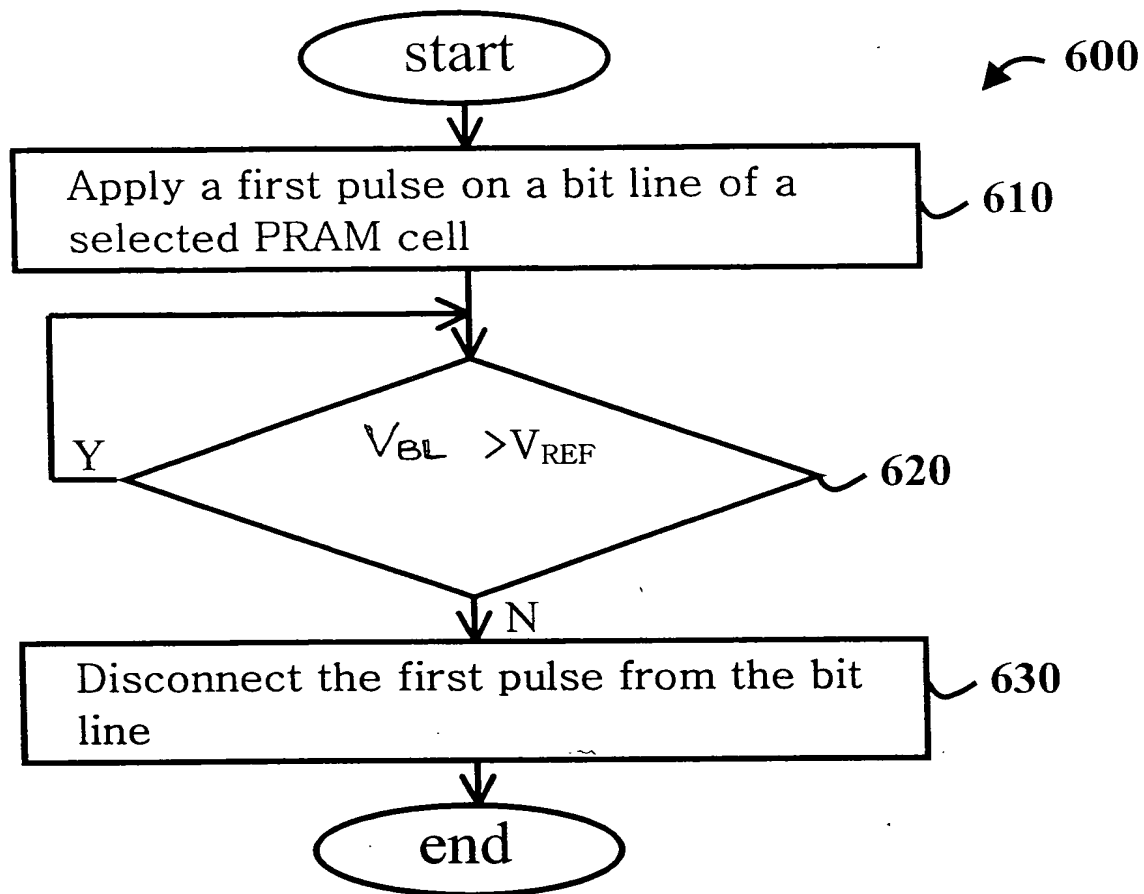 start
600
Apply a first pulse on a bit line of a
selected PRAM cell
610
Y
V_BL >V_REF
620
N
Disconnect the first pulse from the bit
line
630
end